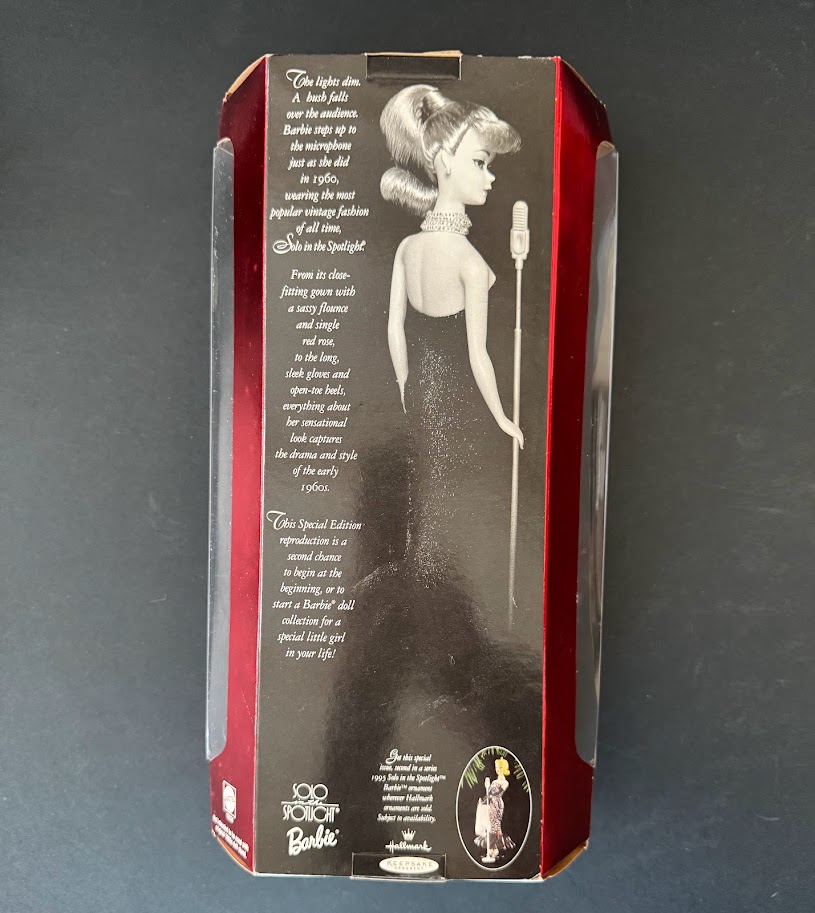 The lights dim.
A hush falls
over the audience.
Barbie steps up to
the microphone
just as she did
in 1960,
wearing the most
popular vintage fashion
of all time,
Solo in the Spotlight®.
From its close-
fitting gown with
a sassy flounce
and single
red rose,
to the long,
sleek gloves and
open-toe heels,
everything about
her sensational
look captures
the drama and style
of the early
1960s.
This Special Edition
reproduction is a
second chance
to begin at the
beginning, or to
start a Barbie® doll
collection for a
special little girl
in your life!
Get this special
issue, second in a series
1995 Solo in the Spotlight™
Barbie™ ornament
wherever Hallmark
ornaments are sold.
Subject to availability.
SOLO
in the
SPOTLIGHT®
Barbie®
Hallmark
KEEPSAKE
ORNAMENT